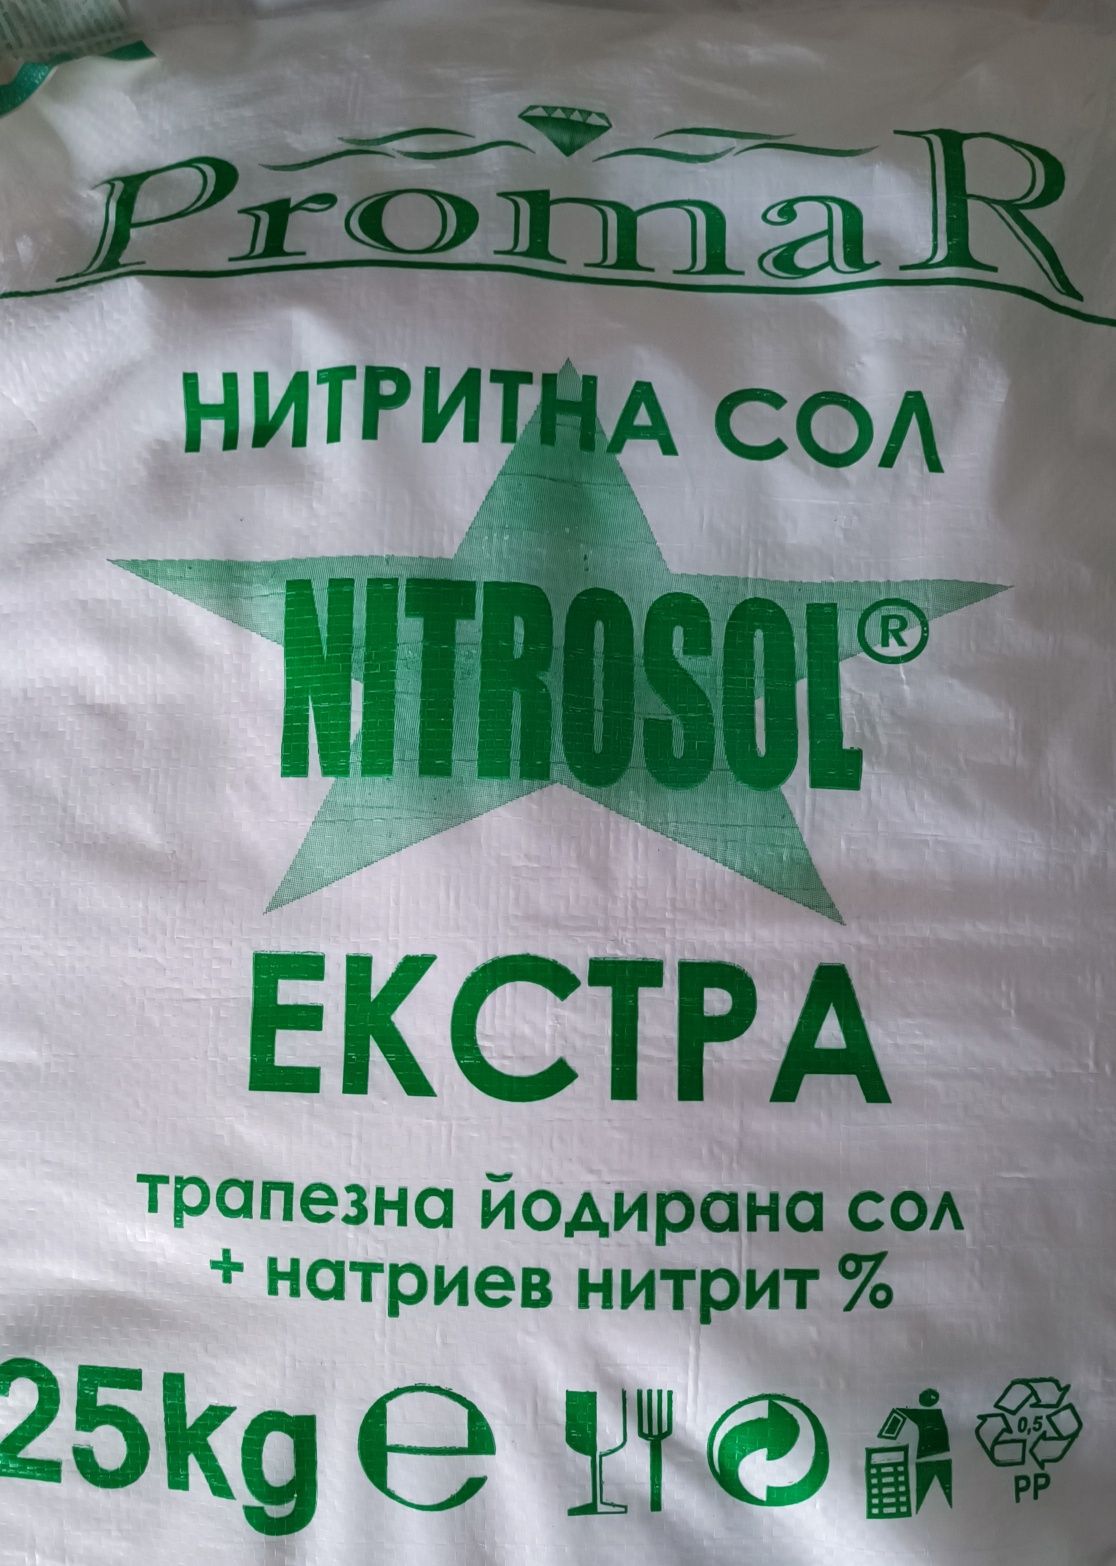 PromaR
НИТРИТНА СОЛ
NITROSOL®
ЕКСТРА
трапезна йодирана сол
+ натриев нитрит %
25kg e
0,5
PP